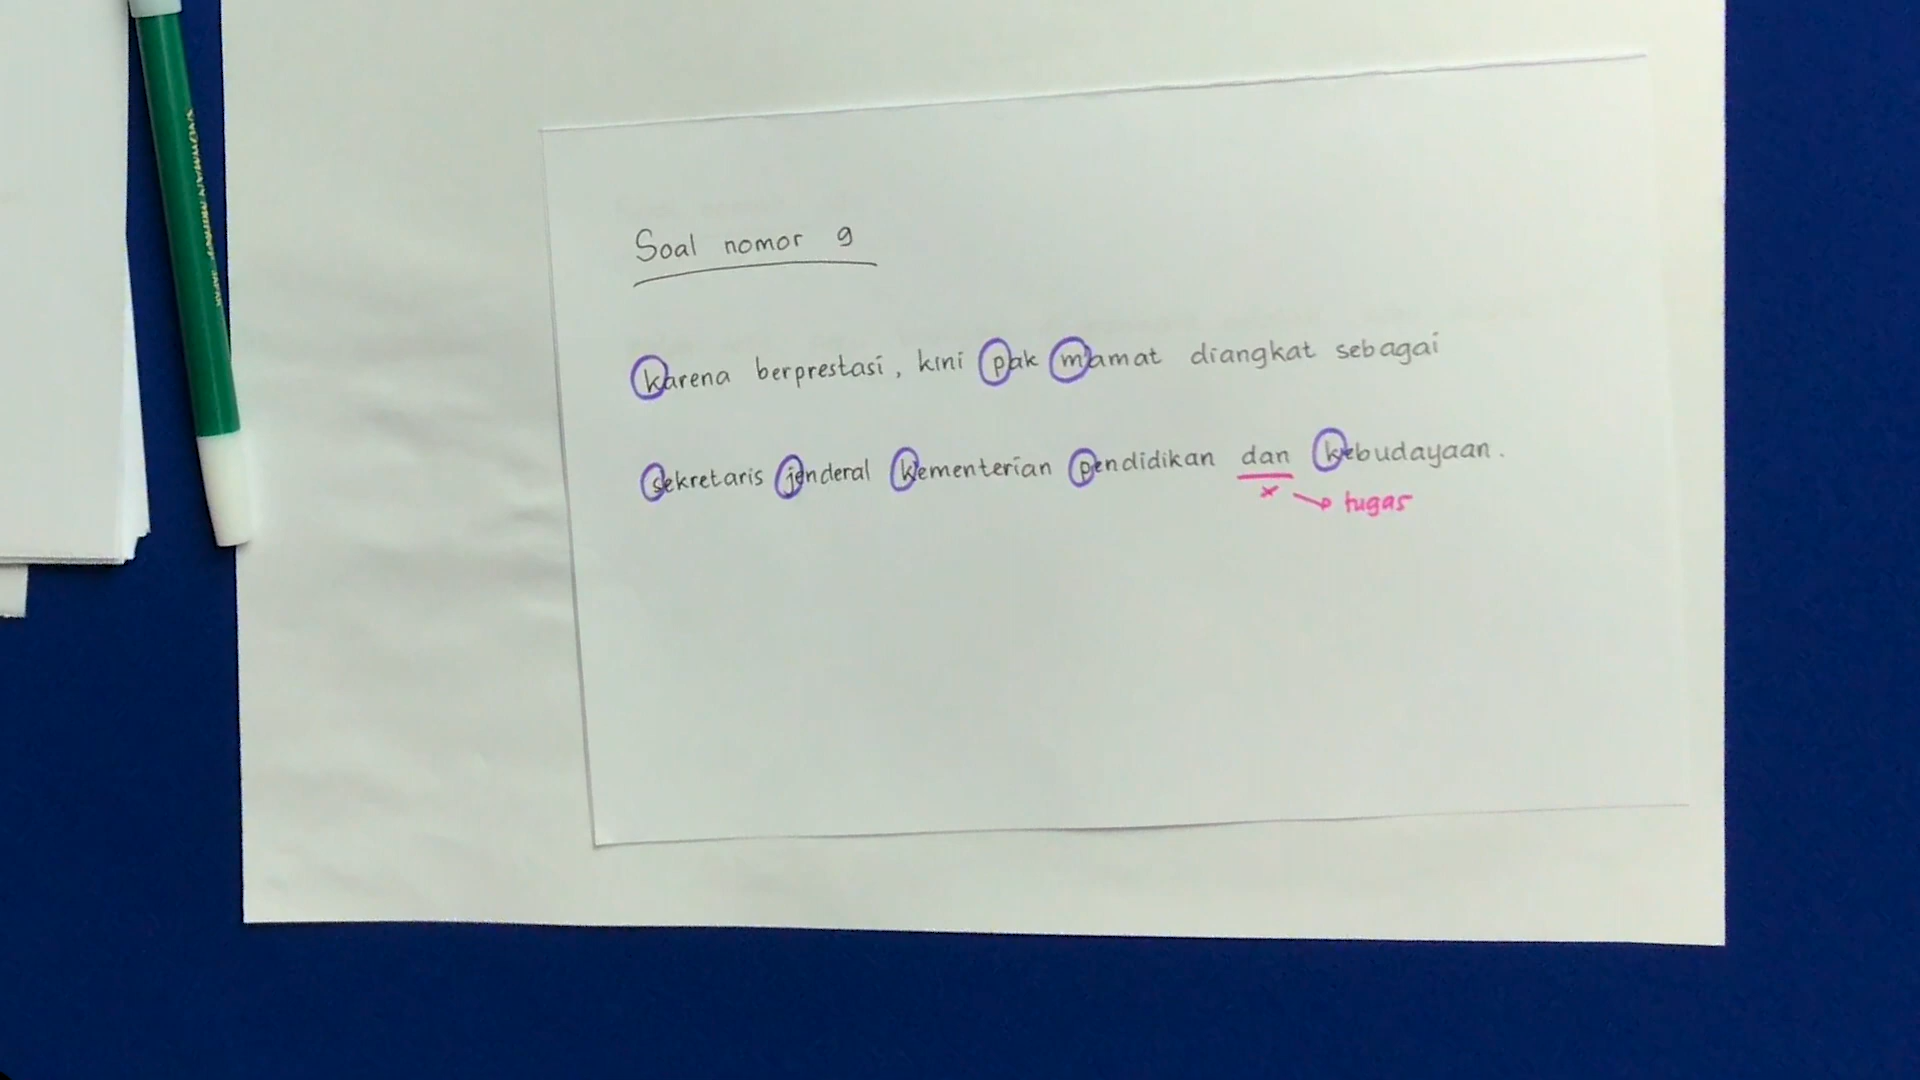 Soal nomor 9
karena berprestasi, kini pak mamat diangkat sebagai
sekretaris jenderal kementerian pendidikan dan kebudayaan.
x → tugas